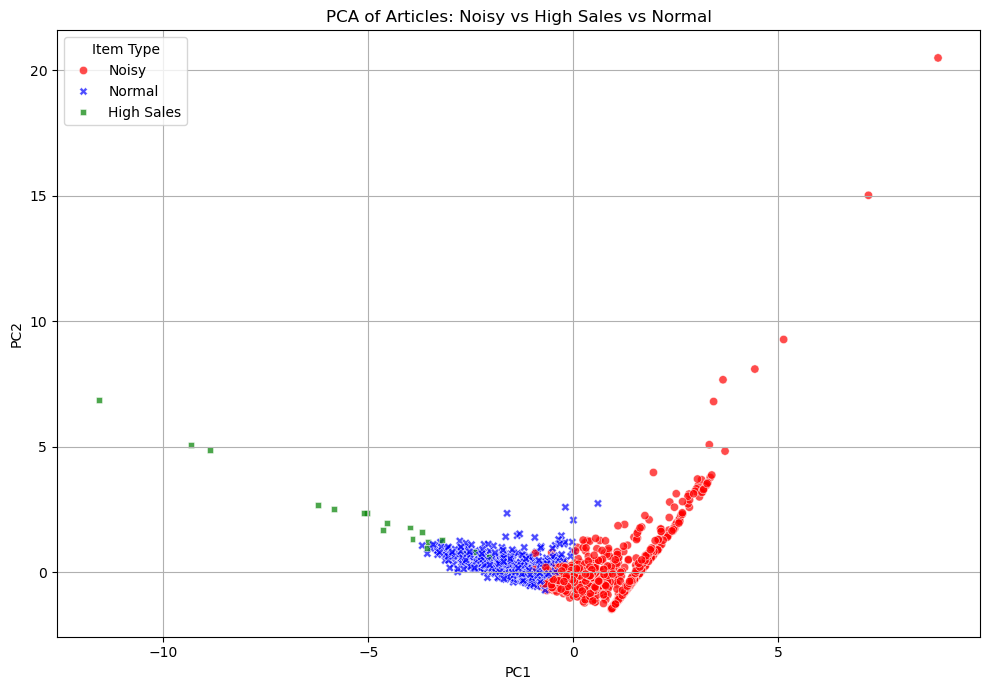 PCA of Articles: Noisy vs High Sales vs Normal
Item Type
Noisy
Normal
High Sales
20
15
10
5
0
PC2
−10
−5
0
5
PC1